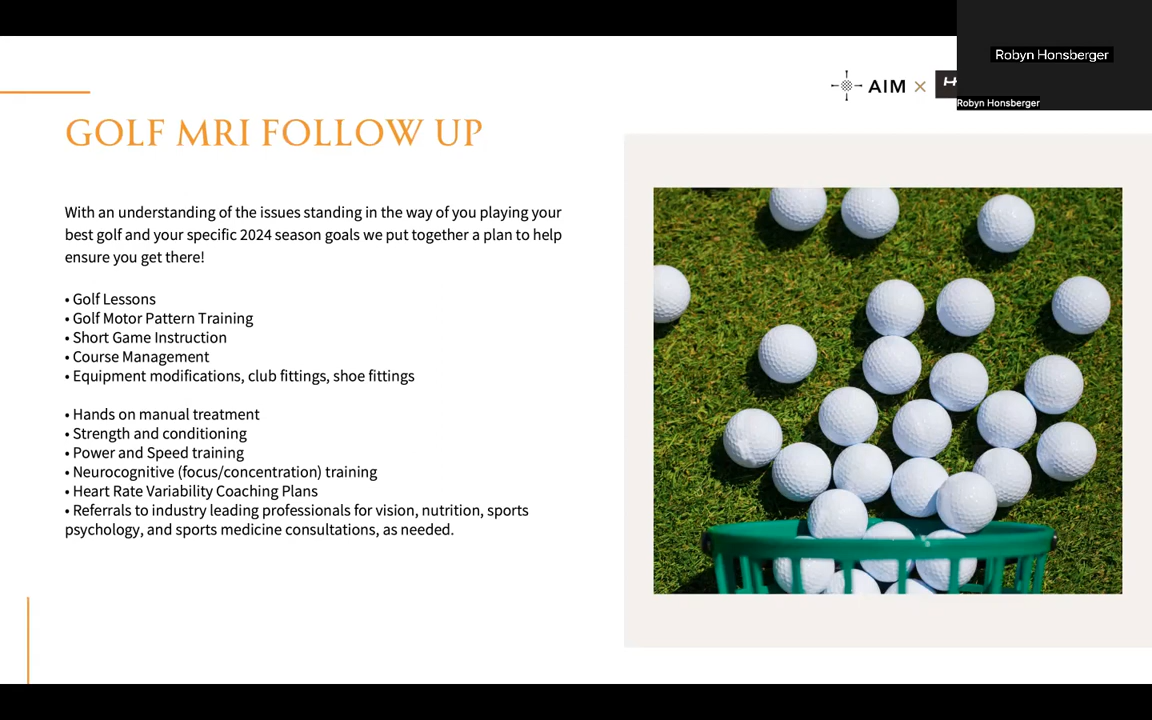 Robyn Honsberger
AIM ×
Robyn Honsberger
GOLF MRI FOLLOW UP
With an understanding of the issues standing in the way of you playing your
best golf and your specific 2024 season goals we put together a plan to help
ensure you get there!
• Golf Lessons
• Golf Motor Pattern Training
• Short Game Instruction
• Course Management
• Equipment modifications, club fittings, shoe fittings
• Hands on manual treatment
• Strength and conditioning
• Power and Speed training
• Neurocognitive (focus/concentration) training
• Heart Rate Variability Coaching Plans
• Referrals to industry leading professionals for vision, nutrition, sports
psychology, and sports medicine consultations, as needed.